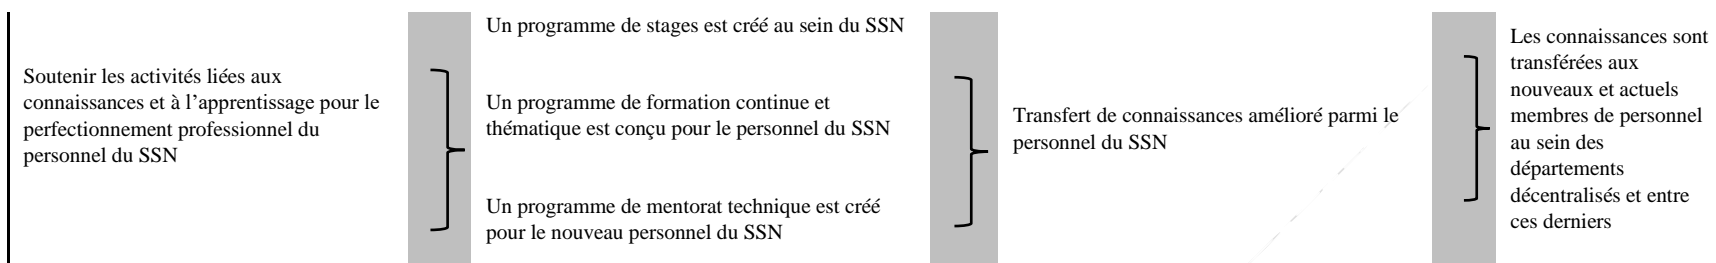 Soutenir les activités liées aux
connaissances et à l’apprentissage pour le
perfectionnement professionnel du
personnel du SSN
Un programme de stages est créé au sein du SSN
Un programme de formation continue et
thématique est conçu pour le personnel du SSN
Un programme de mentorat technique est créé
pour le nouveau personnel du SSN
Transfert de connaissances amélioré parmi le
personnel du SSN
Les connaissances sont
transférées aux
nouveaux et actuels
membres de personnel
au sein des
départements
décentralisés et entre
ces derniers